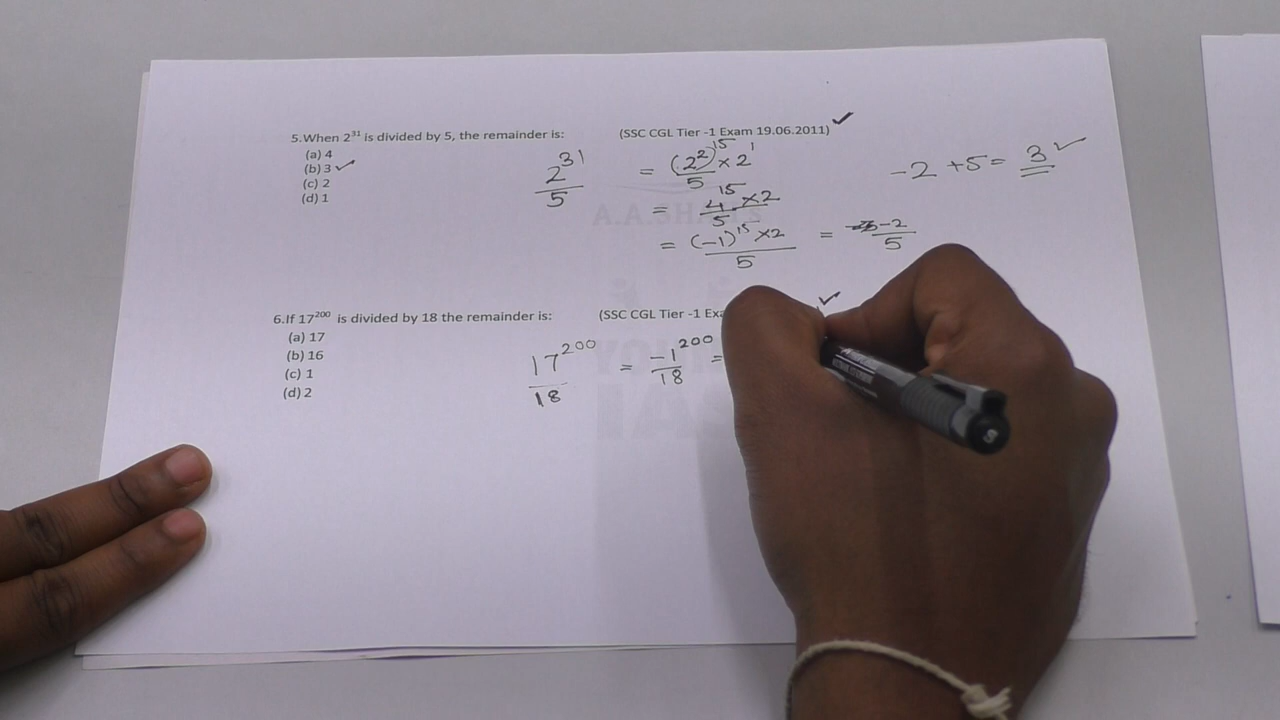 5.When 2³¹ is divided by 5, the remainder is: (SSC CGL Tier -1 Exam 19.06.2011) ✓
(a) 4
(b) 3 ✓
(c) 2
(d) 1
2³¹/5 = (2²)¹⁵ × 2¹/5
= 4¹⁵ × 2/5
= (-1)¹⁵ × 2/5 = -2/5
-2 + 5 = 3 ✓
6.If 17²⁰⁰ is divided by 18 the remainder is: (SSC CGL Tier -1 ✓
(a) 17
(b) 16
(c) 1
(d) 2
17²⁰⁰/18 = -1²⁰⁰/18 =
S